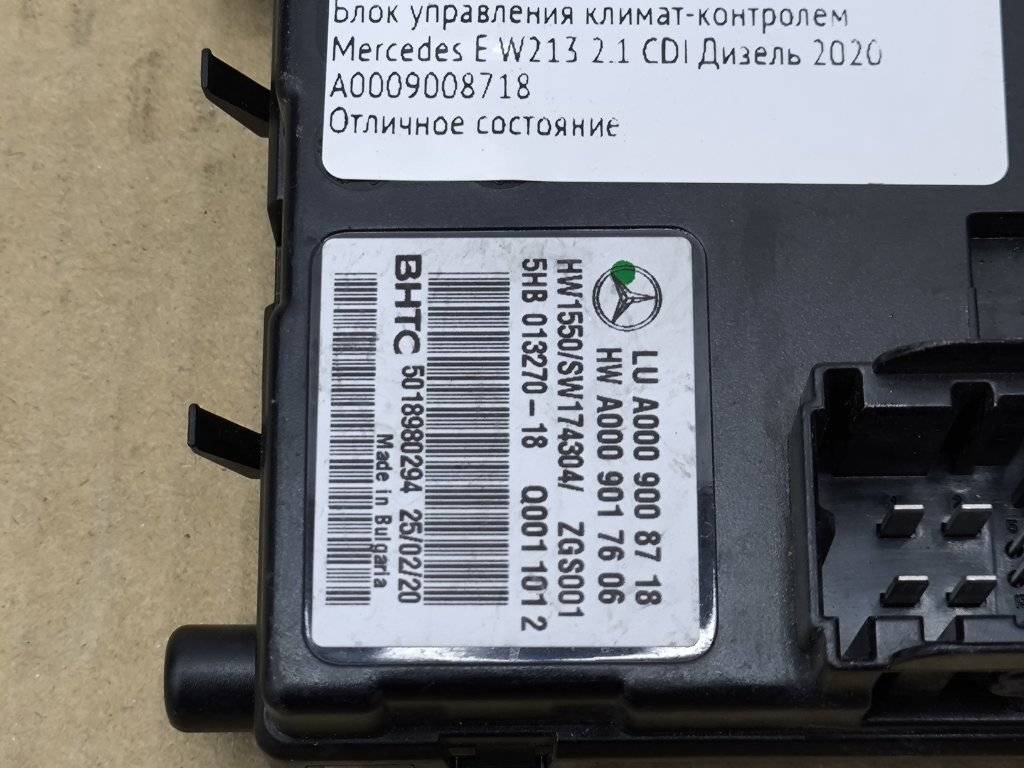 Блок управления климат-контролем
Mercedes E W213 2.1 CDI Дизель 2020
A0009008718
Отличное состояние
LU A000 900 87 18
HW A000 901 76 06
HW1550/SW174304/ ZGS001
5HB 013270-18 Q001 101 2
BHTC 5018980294 25/02/20
Made in Bulgaria